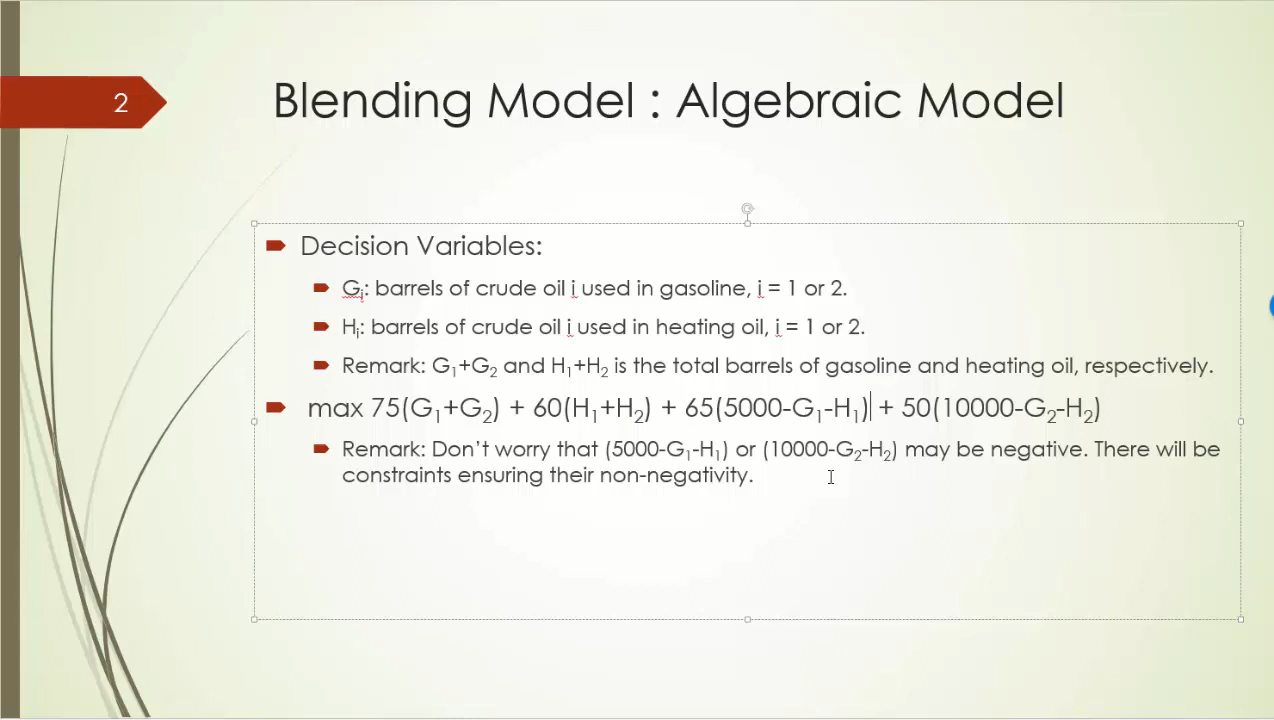 2
Blending Model : Algebraic Model
Decision Variables:
Gᵢ: barrels of crude oil i used in gasoline, i = 1 or 2.
Hᵢ: barrels of crude oil i used in heating oil, i = 1 or 2.
Remark: G₁+G₂ and H₁+H₂ is the total barrels of gasoline and heating oil, respectively.
max 75(G₁+G₂) + 60(H₁+H₂) + 65(5000-G₁-H₁) + 50(10000-G₂-H₂)
Remark: Don’t worry that (5000-G₁-H₁) or (10000-G₂-H₂) may be negative. There will be
constraints ensuring their non-negativity.